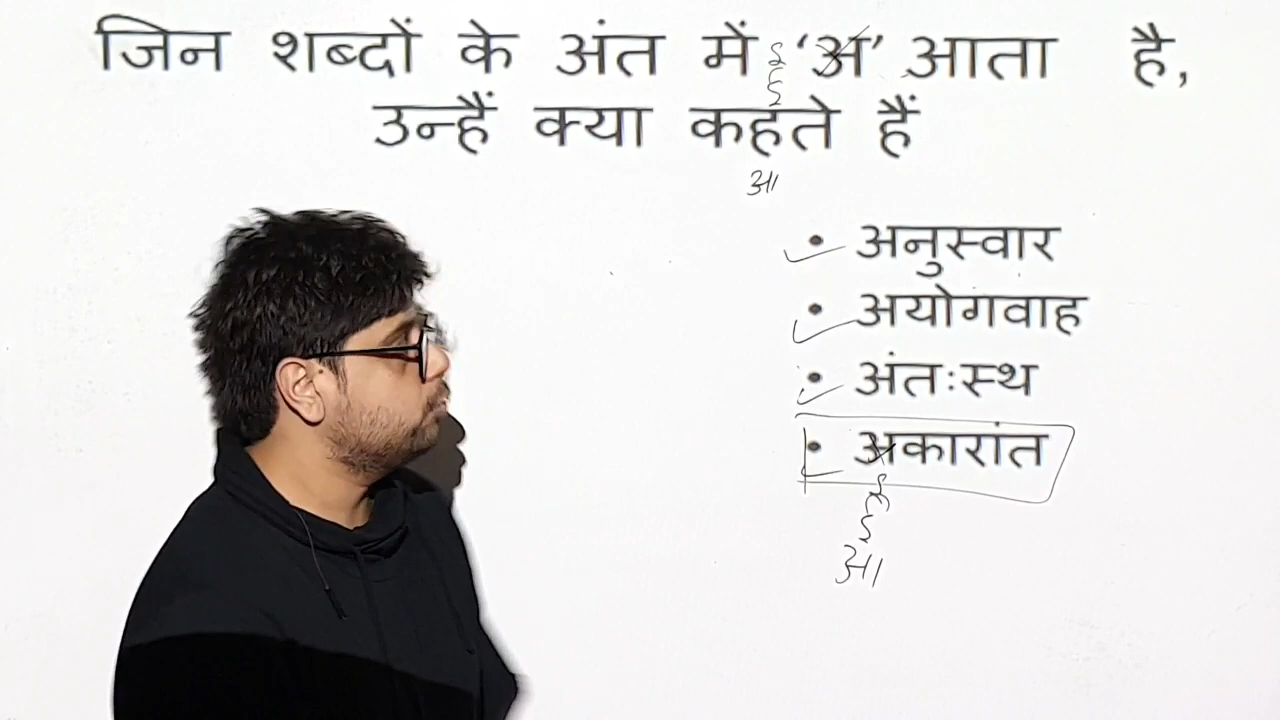 जिन शब्दों के अंत में ‘अ’ आता है,
उन्हैं क्या कहते हैं
आ
• अनुस्वार
• अयोगवाह
• अंतःस्थ
• अकारांत
इ
ई
आ